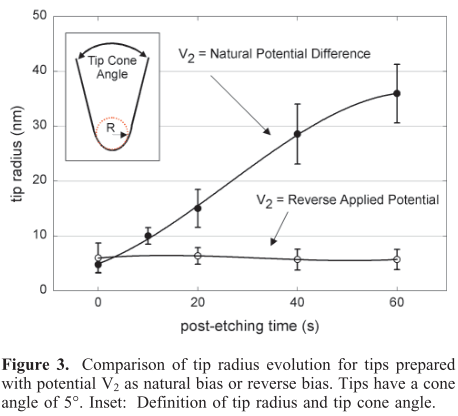 50
40
30
20
10
0
tip radius (nm)
Tip Cone
Angle
R
V2 = Natural Potential Difference
V2 = Reverse Applied Potential
0 20 40 60
post-etching time (s)
Figure 3. Comparison of tip radius evolution for tips prepared
with potential V2 as natural bias or reverse bias. Tips have a cone
angle of 5°. Inset: Definition of tip radius and tip cone angle.